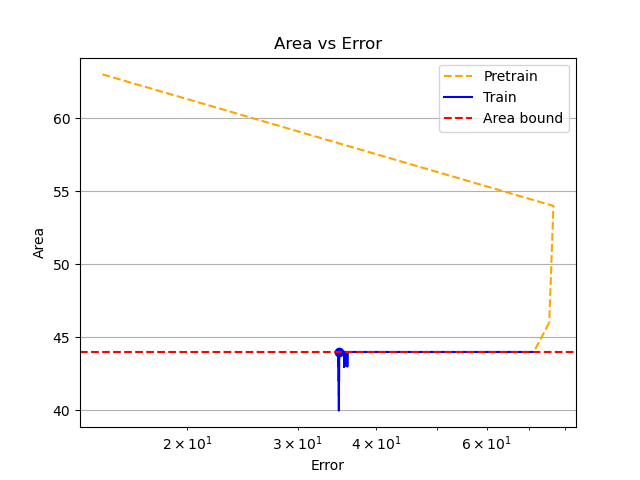 Area vs Error
Pretrain
Train
Area bound
60
55
50
45
40
Area
2 × 10¹
3 × 10¹
4 × 10¹
6 × 10¹
Error